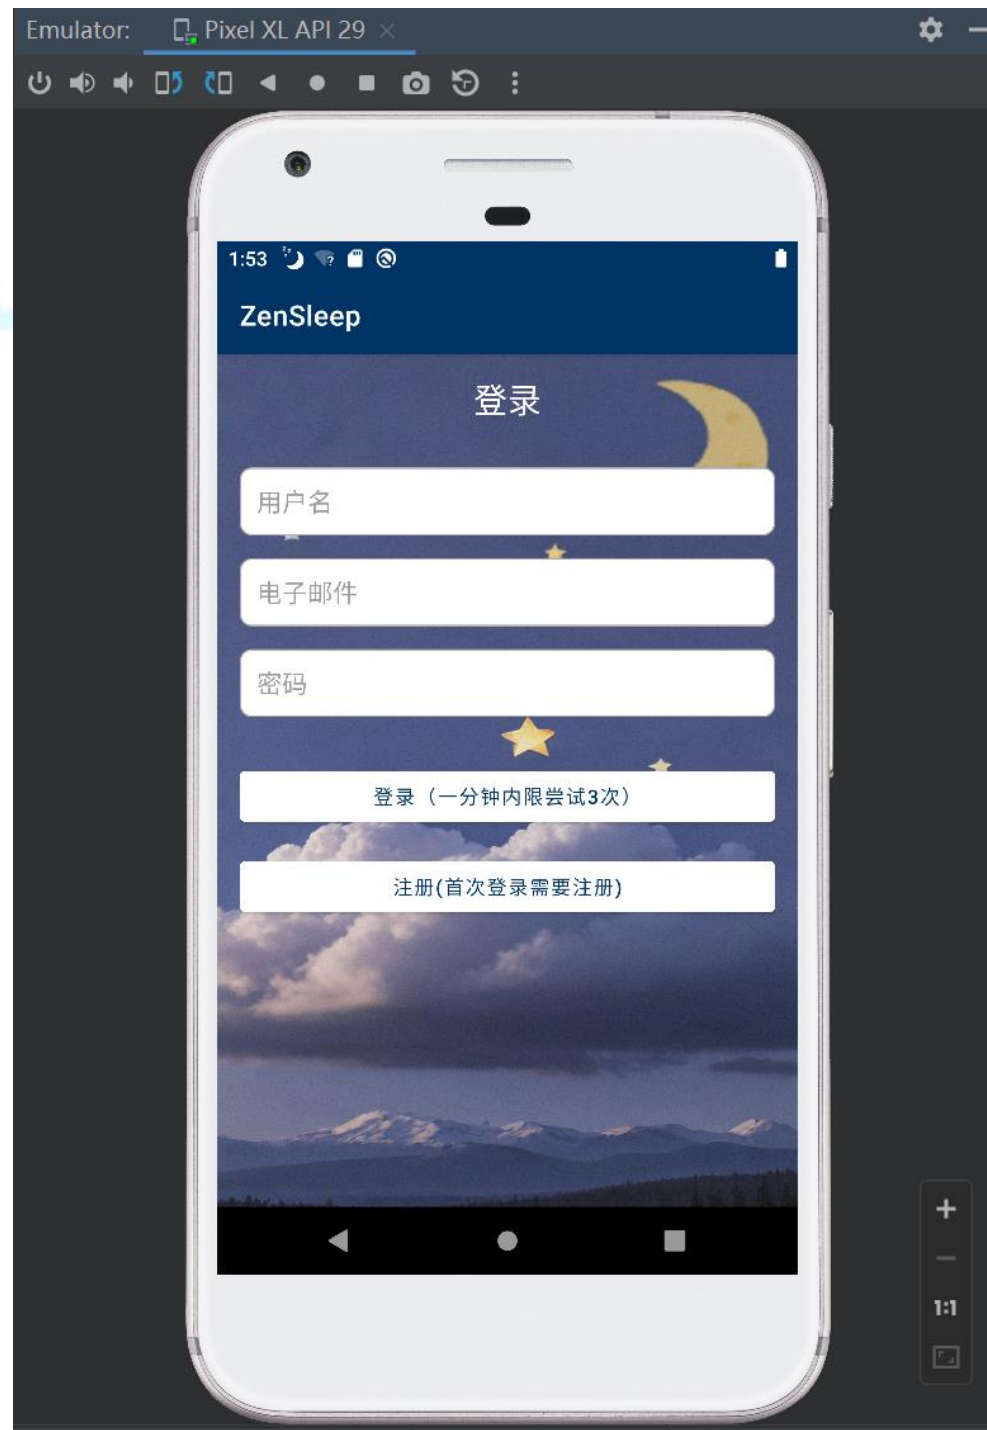 Emulator: Pixel XL API 29
1:53
ZenSleep
登录
用户名
电子邮件
密码
登录（一分钟内限尝试3次）
注册(首次登录需要注册)
1:1